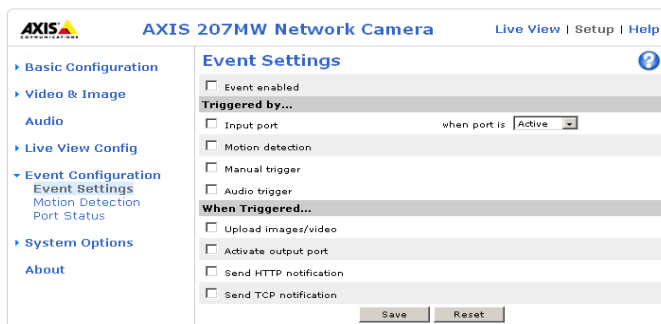 AXIS
COMMUNICATIONS
AXIS 207MW Network Camera
Live View | Setup | Help
Basic Configuration
Video & Image
Audio
Live View Config
Event Configuration
Event Settings
Motion Detection
Port Status
System Options
About
Event Settings
?
Event enabled
Triggered by...
Input port when port is Active
Motion detection
Manual trigger
Audio trigger
When Triggered...
Upload images/video
Activate output port
Send HTTP notification
Send TCP notification
Save Reset